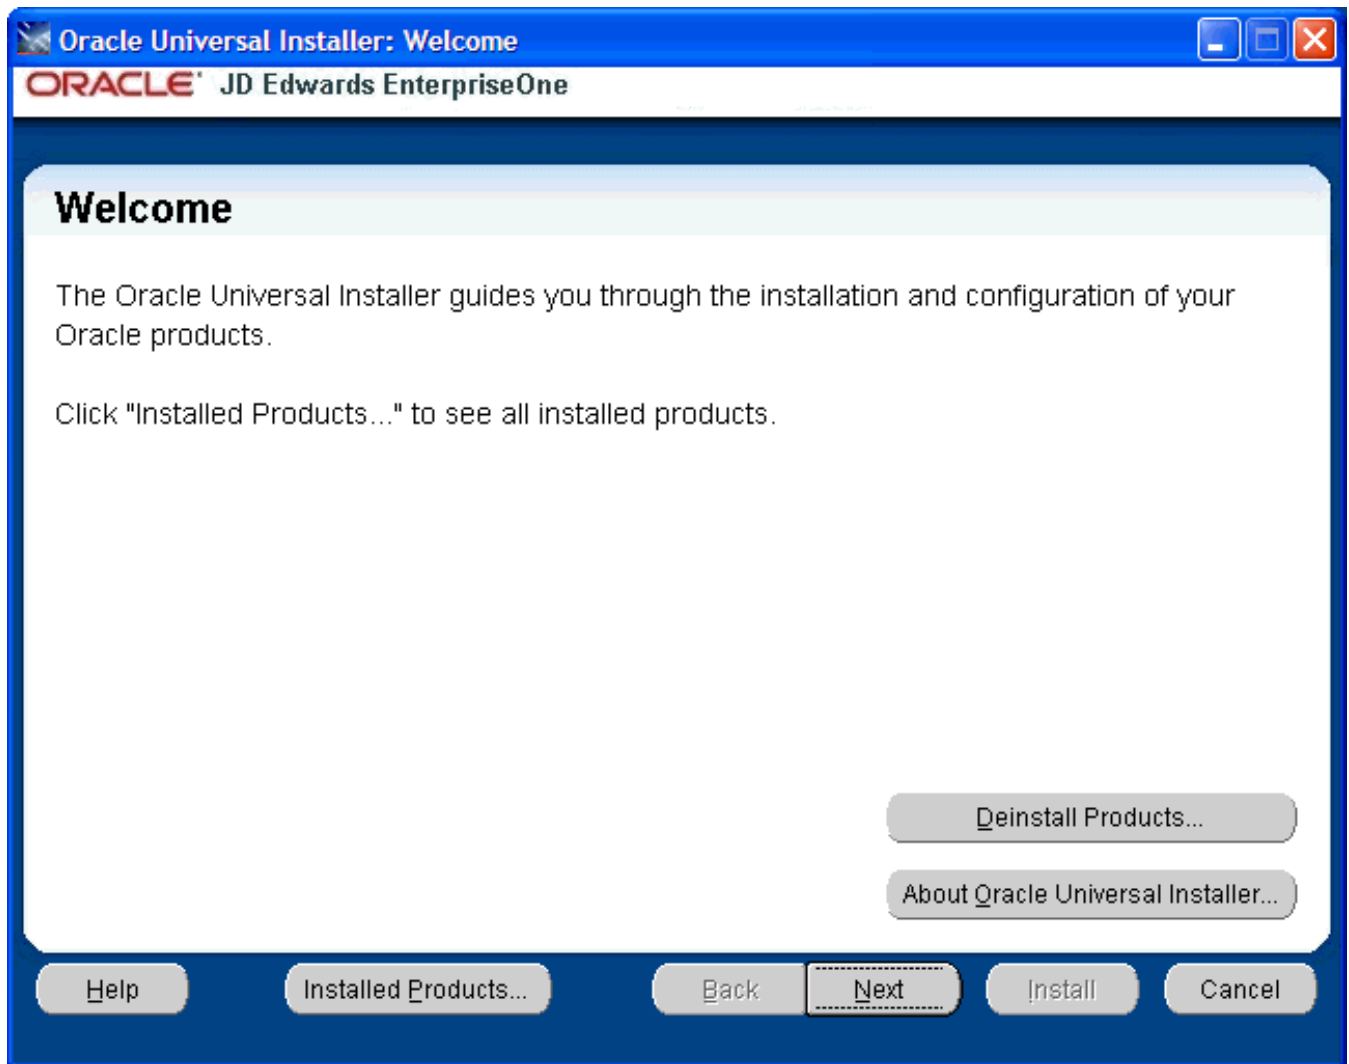 Oracle Universal Installer: Welcome
ORACLE® JD Edwards EnterpriseOne
Welcome
The Oracle Universal Installer guides you through the installation and configuration of your
Oracle products.
Click "Installed Products..." to see all installed products.
Deinstall Products...
About Oracle Universal Installer...
Help Installed Products... Back Next Install Cancel